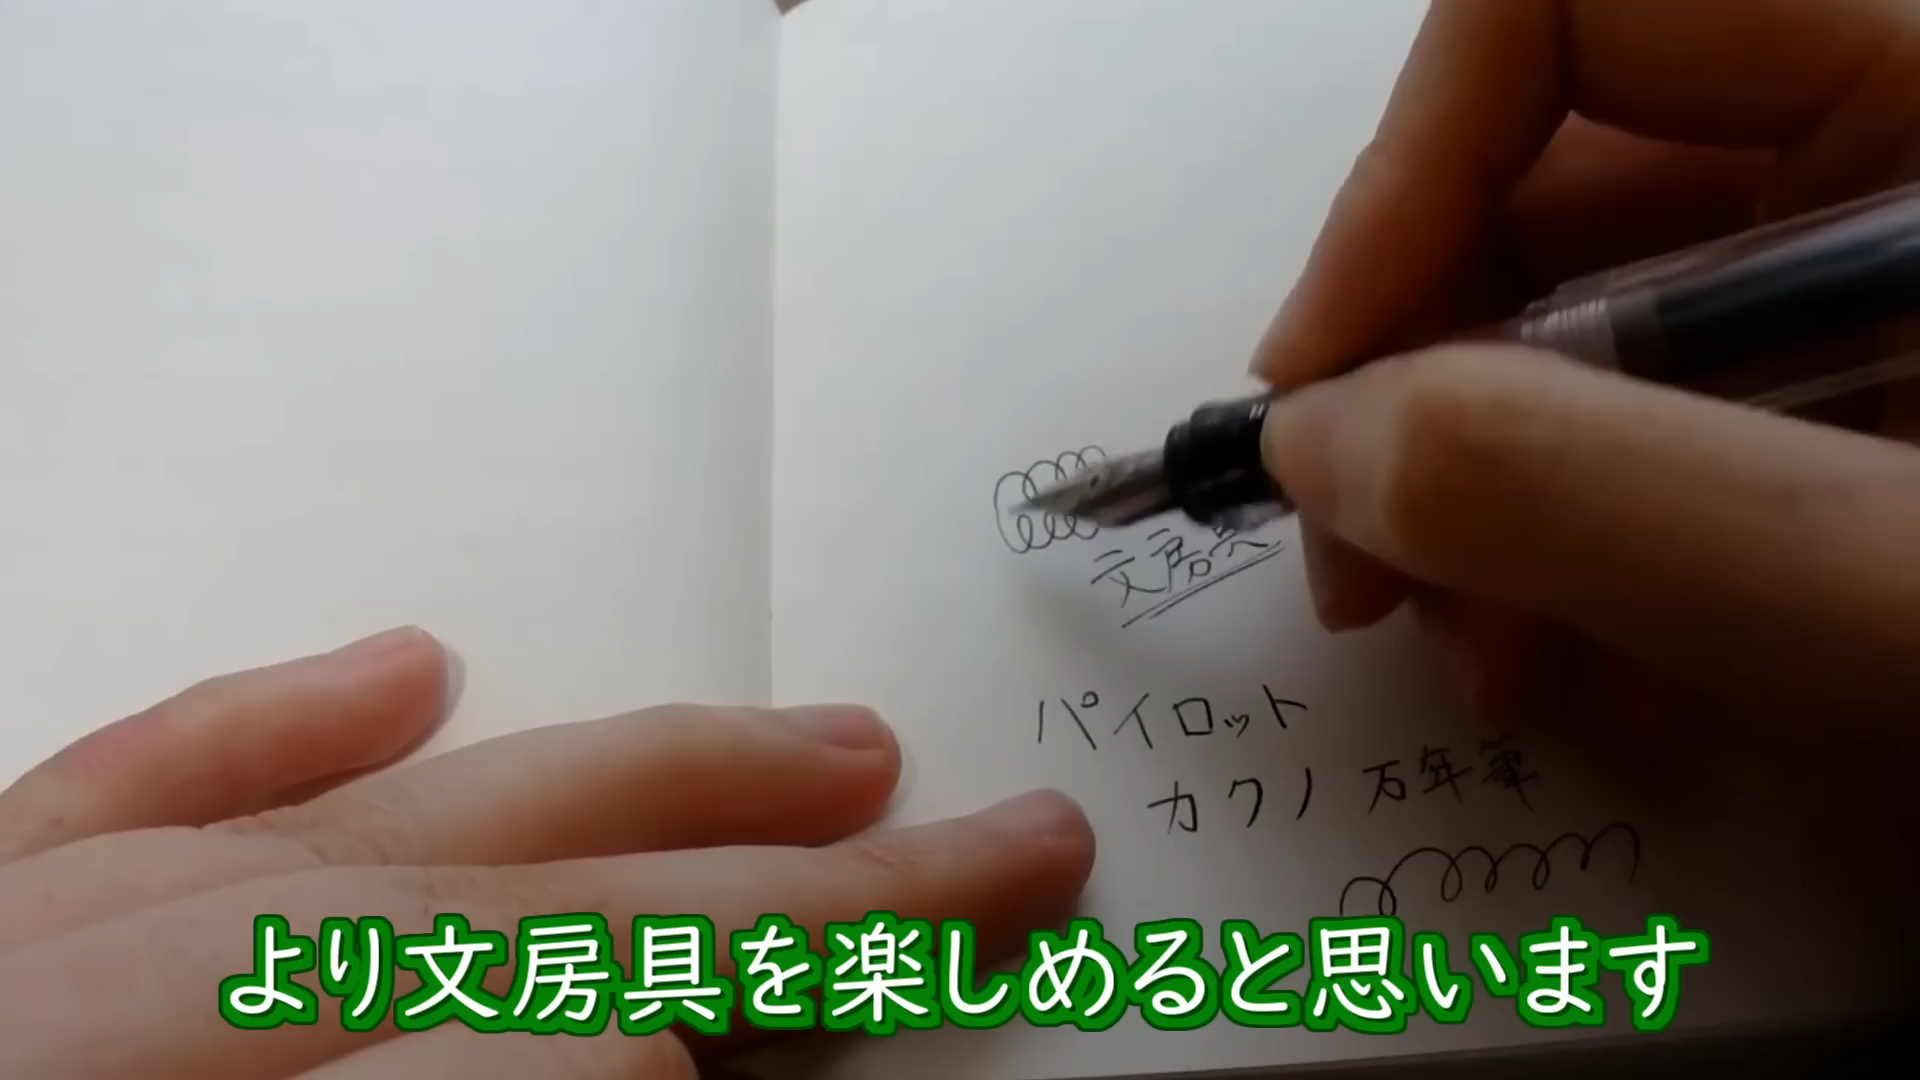 文房具
パイロット
カクノ 万年筆
より文房具を楽しめると思います